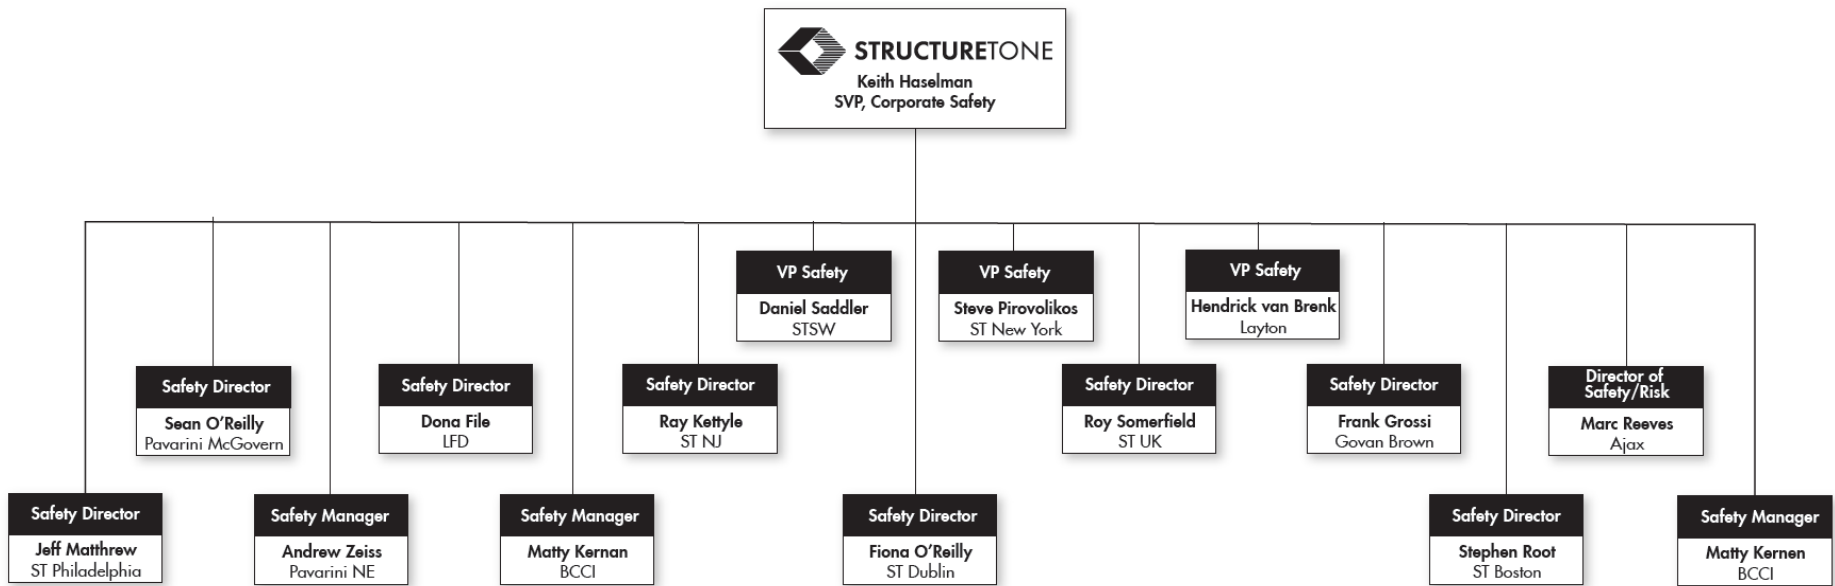 STRUCTURETONE
Keith Haselman
SVP, Corporate Safety
VP Safety
Daniel Saddler
STSW
VP Safety
Steve Pirovolikos
ST New York
VP Safety
Hendrick van Brenk
Layton
Safety Director
Sean O'Reilly
Pavarini McGovern
Safety Director
Dona File
LFD
Safety Director
Ray Kettyle
ST NJ
Safety Director
Roy Somerfield
ST UK
Safety Director
Frank Grossi
Govan Brown
Director of
Safety/Risk
Marc Reeves
Ajax
Safety Director
Jeff Matthrew
ST Philadelphia
Safety Manager
Andrew Zeiss
Pavarini NE
Safety Manager
Matty Kernan
BCCI
Safety Director
Fiona O'Reilly
ST Dublin
Safety Director
Stephen Root
ST Boston
Safety Manager
Matty Kernen
BCCI